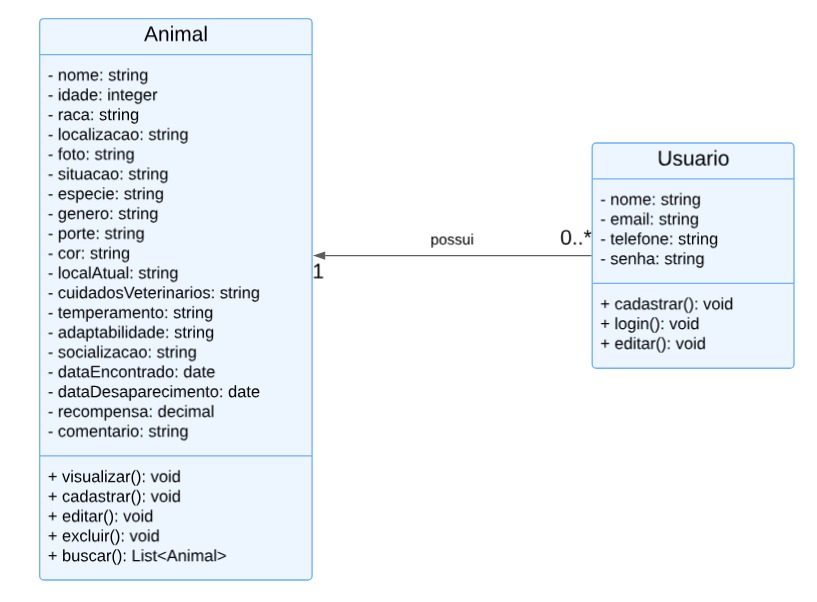 Animal
- nome: string
- idade: integer
- raca: string
- localizacao: string
- foto: string
- situacao: string
- especie: string
- genero: string
- porte: string
- cor: string
- localAtual: string
- cuidadosVeterinarios: string
- temperamento: string
- adaptabilidade: string
- socializacao: string
- dataEncontrado: date
- dataDesaparecimento: date
- recompensa: decimal
- comentario: string
+ visualizar(): void
+ cadastrar(): void
+ editar(): void
+ excluir(): void
+ buscar(): List<Animal>
1
possui
0..*
Usuario
- nome: string
- email: string
- telefone: string
- senha: string
+ cadastrar(): void
+ login(): void
+ editar(): void